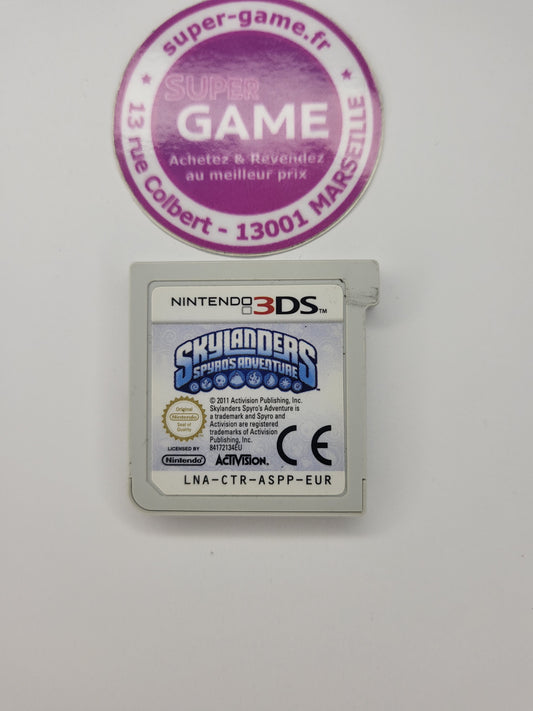 super-game.fr
SUPER
GAME
Achetez & Revendez
au meilleur prix
★ 13 rue Colbert - 13001 MARSEILLE ★
NINTENDO 3DS™
SKYLANDERS
SPYRO'S ADVENTURE
© 2011 Activision Publishing, Inc.
Skylanders Spyro's Adventure is
a trademark and Spyro and
Activision are registered
trademarks of Activision
Publishing, Inc.
84172134EU
Original
Nintendo
Seal of Quality
LICENSED BY
Nintendo
ACTIVISION
CE
LNA-CTR-ASPP-EUR